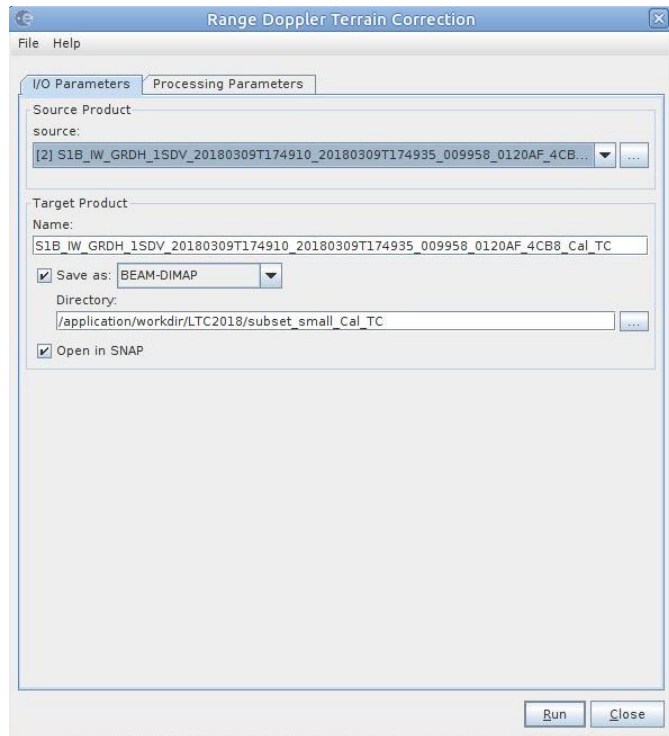 Range Doppler Terrain Correction
File Help
I/O Parameters Processing Parameters
Source Product
source:
[2] S1B_IW_GRDH_1SDV_20180309T174910_20180309T174935_009958_0120AF_4CB... ...
Target Product
Name:
S1B_IW_GRDH_1SDV_20180309T174910_20180309T174935_009958_0120AF_4CB8_Cal_TC
Save as: BEAM-DIMAP
Directory:
/application/workdir/LTC2018/subset_small_Cal_TC ...
Open in SNAP
Run Close